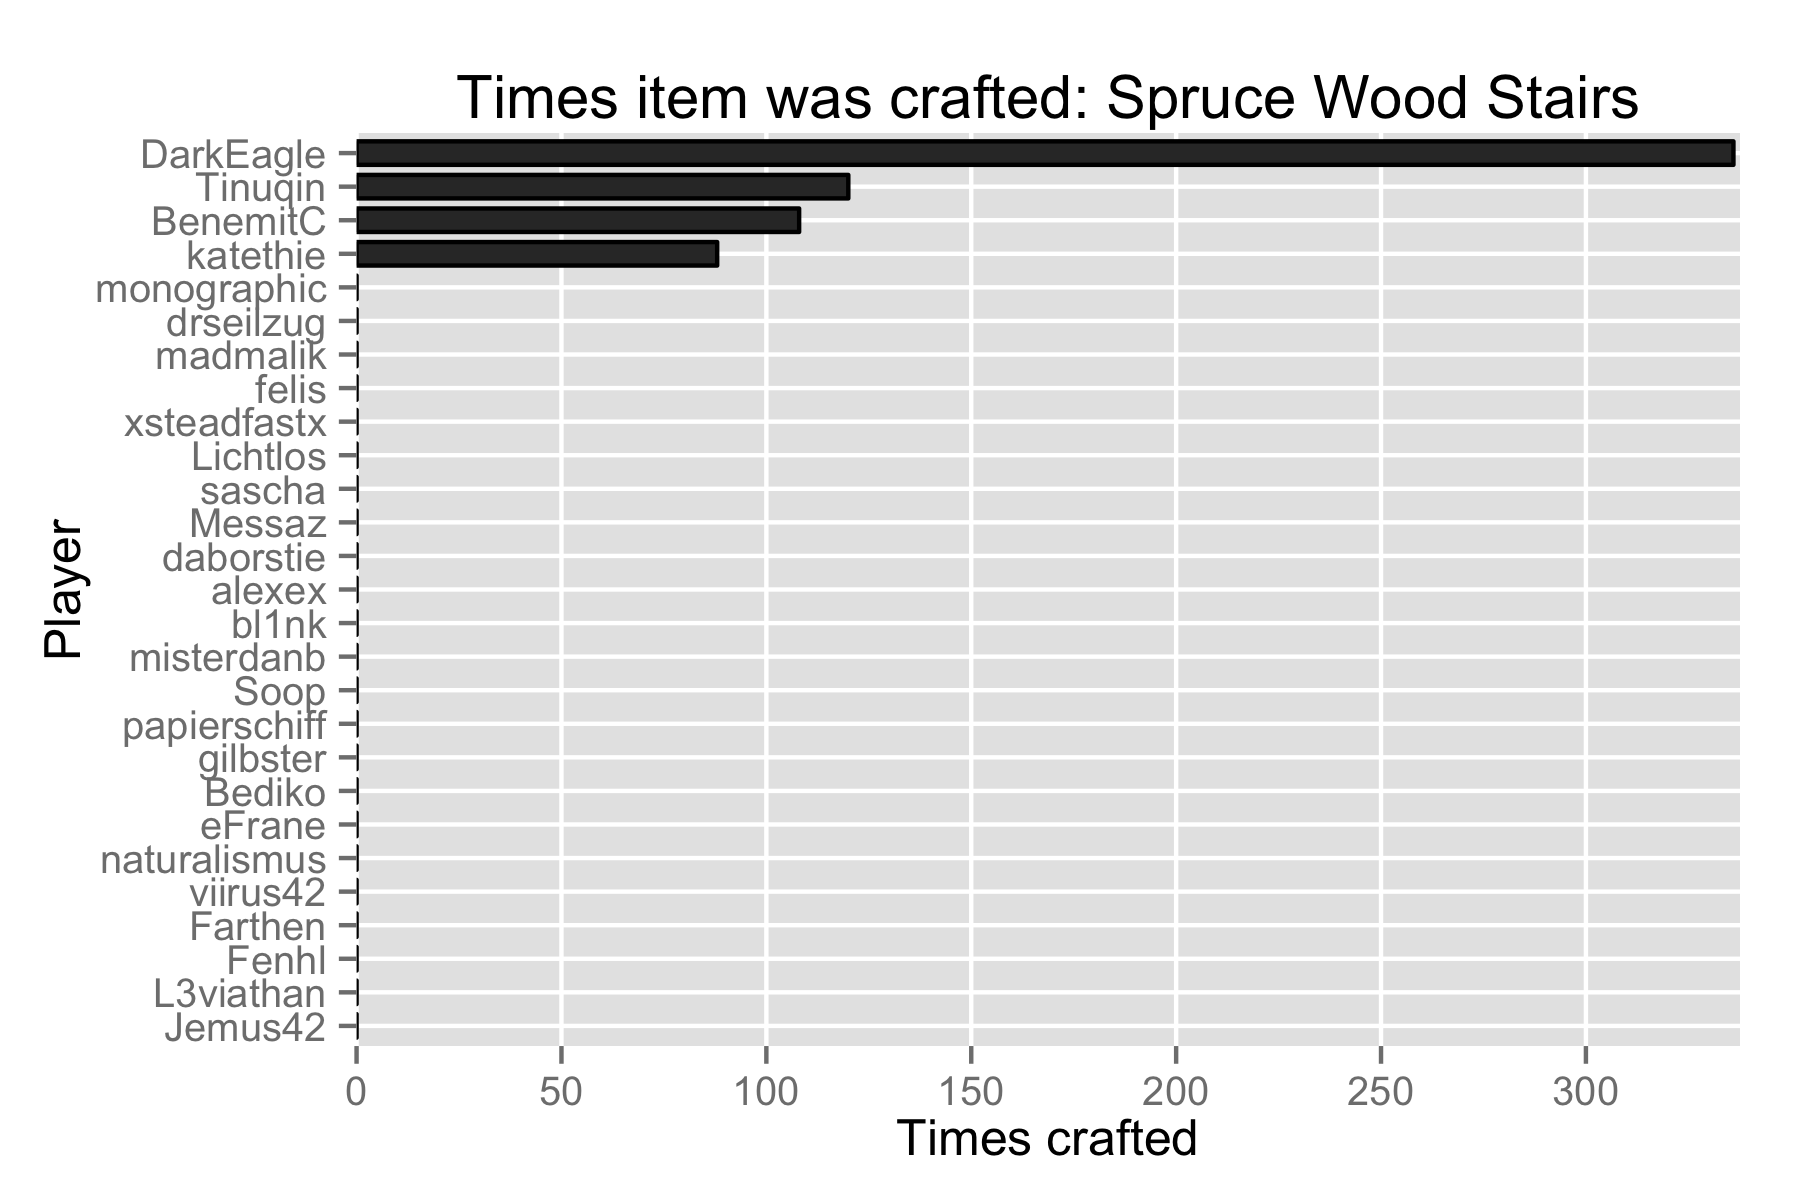 Times item was crafted: Spruce Wood Stairs
DarkEagle
Tinuqin
BenemitC
katethie
monographic
drseilzug
madmalik
felis
xsteadfastx
Lichtlos
sascha
Messaz
daborstie
alexex
bl1nk
misterdanb
Soop
papierschiff
gilbster
Bediko
eFrane
naturalismus
viirus42
Farthen
Fenhl
L3viathan
Jemus42
Player
0 50 100 150 200 250 300
Times crafted